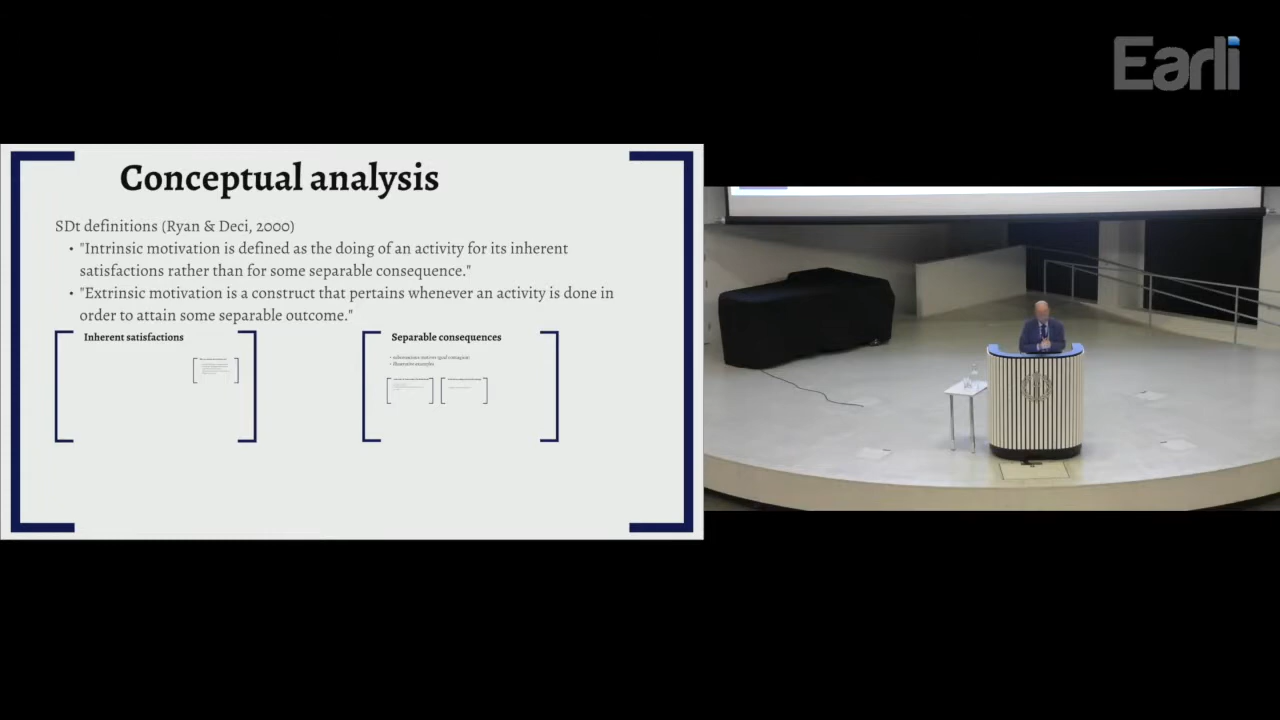 Earli
Conceptual analysis
SDt definitions (Ryan & Deci, 2000)
• "Intrinsic motivation is defined as the doing of an activity for its inherent
satisfactions rather than for some separable consequence."
• "Extrinsic motivation is a construct that pertains whenever an activity is done in
order to attain some separable outcome."
Inherent satisfactions
Separable consequences